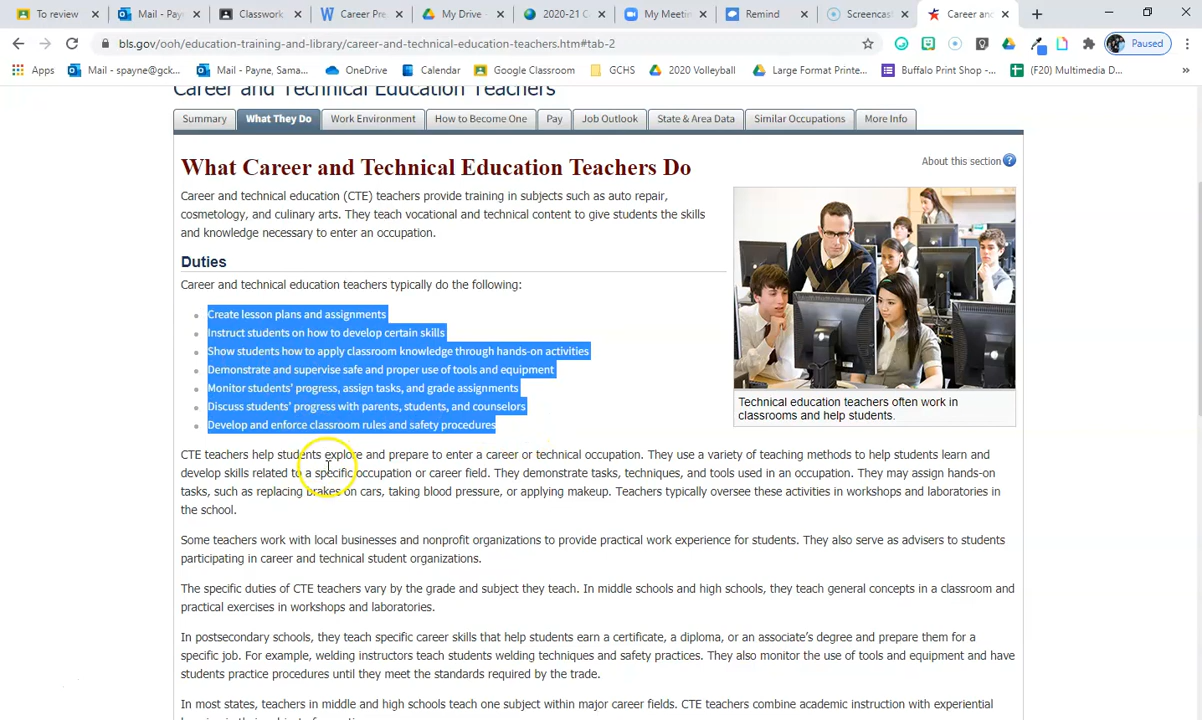 To review
Mail - Pay
Classwork
Career Pre
My Drive -
2020-21 C
My Meeti
Remind
Screencas
Career an
bls.gov/ooh/education-training-and-library/career-and-technical-education-teachers.htm#tab-2
Paused
Apps
Mail - spayne@gck...
Mail - Payne, Sama...
OneDrive
Calendar
Google Classroom
GCHS
2020 Volleyball
Large Format Printe...
Buffalo Print Shop -...
(F20) Multimedia D...
»
Career and Technical Education Teachers
Summary
What They Do
Work Environment
How to Become One
Pay
Job Outlook
State & Area Data
Similar Occupations
More Info
What Career and Technical Education Teachers Do
About this section ?
Career and technical education (CTE) teachers provide training in subjects such as auto repair,
cosmetology, and culinary arts. They teach vocational and technical content to give students the skills
and knowledge necessary to enter an occupation.
Duties
Career and technical education teachers typically do the following:
Create lesson plans and assignments
Instruct students on how to develop certain skills
Show students how to apply classroom knowledge through hands-on activities
Demonstrate and supervise safe and proper use of tools and equipment
Monitor students' progress, assign tasks, and grade assignments
Discuss students' progress with parents, students, and counselors
Develop and enforce classroom rules and safety procedures
Technical education teachers often work in
classrooms and help students.
CTE teachers help students explore and prepare to enter a career or technical occupation. They use a variety of teaching methods to help students learn and
develop skills related to a specific occupation or career field. They demonstrate tasks, techniques, and tools used in an occupation. They may assign hands-on
tasks, such as replacing brakes on cars, taking blood pressure, or applying makeup. Teachers typically oversee these activities in workshops and laboratories in
the school.
Some teachers work with local businesses and nonprofit organizations to provide practical work experience for students. They also serve as advisers to students
participating in career and technical student organizations.
The specific duties of CTE teachers vary by the grade and subject they teach. In middle schools and high schools, they teach general concepts in a classroom and
practical exercises in workshops and laboratories.
In postsecondary schools, they teach specific career skills that help students earn a certificate, a diploma, or an associate's degree and prepare them for a
specific job. For example, welding instructors teach students welding techniques and safety practices. They also monitor the use of tools and equipment and have
students practice procedures until they meet the standards required by the trade.
In most states, teachers in middle and high schools teach one subject within major career fields. CTE teachers combine academic instruction with experiential